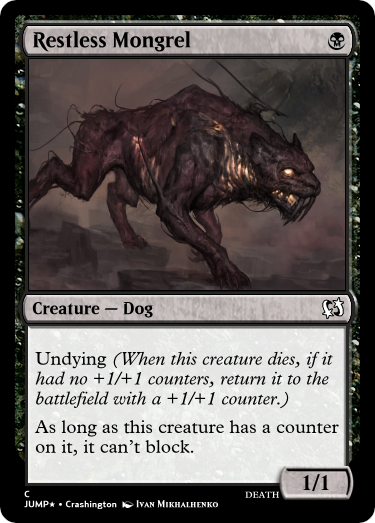 Restless Mongrel
Creature — Dog
Undying (When this creature dies, if it
had no +1/+1 counters, return it to the
battlefield with a +1/+1 counter.)
As long as this creature has a counter
on it, it can't block.
1/1
C
DEATH
JUMP★ • Crashington Ivan Mikhalhenko